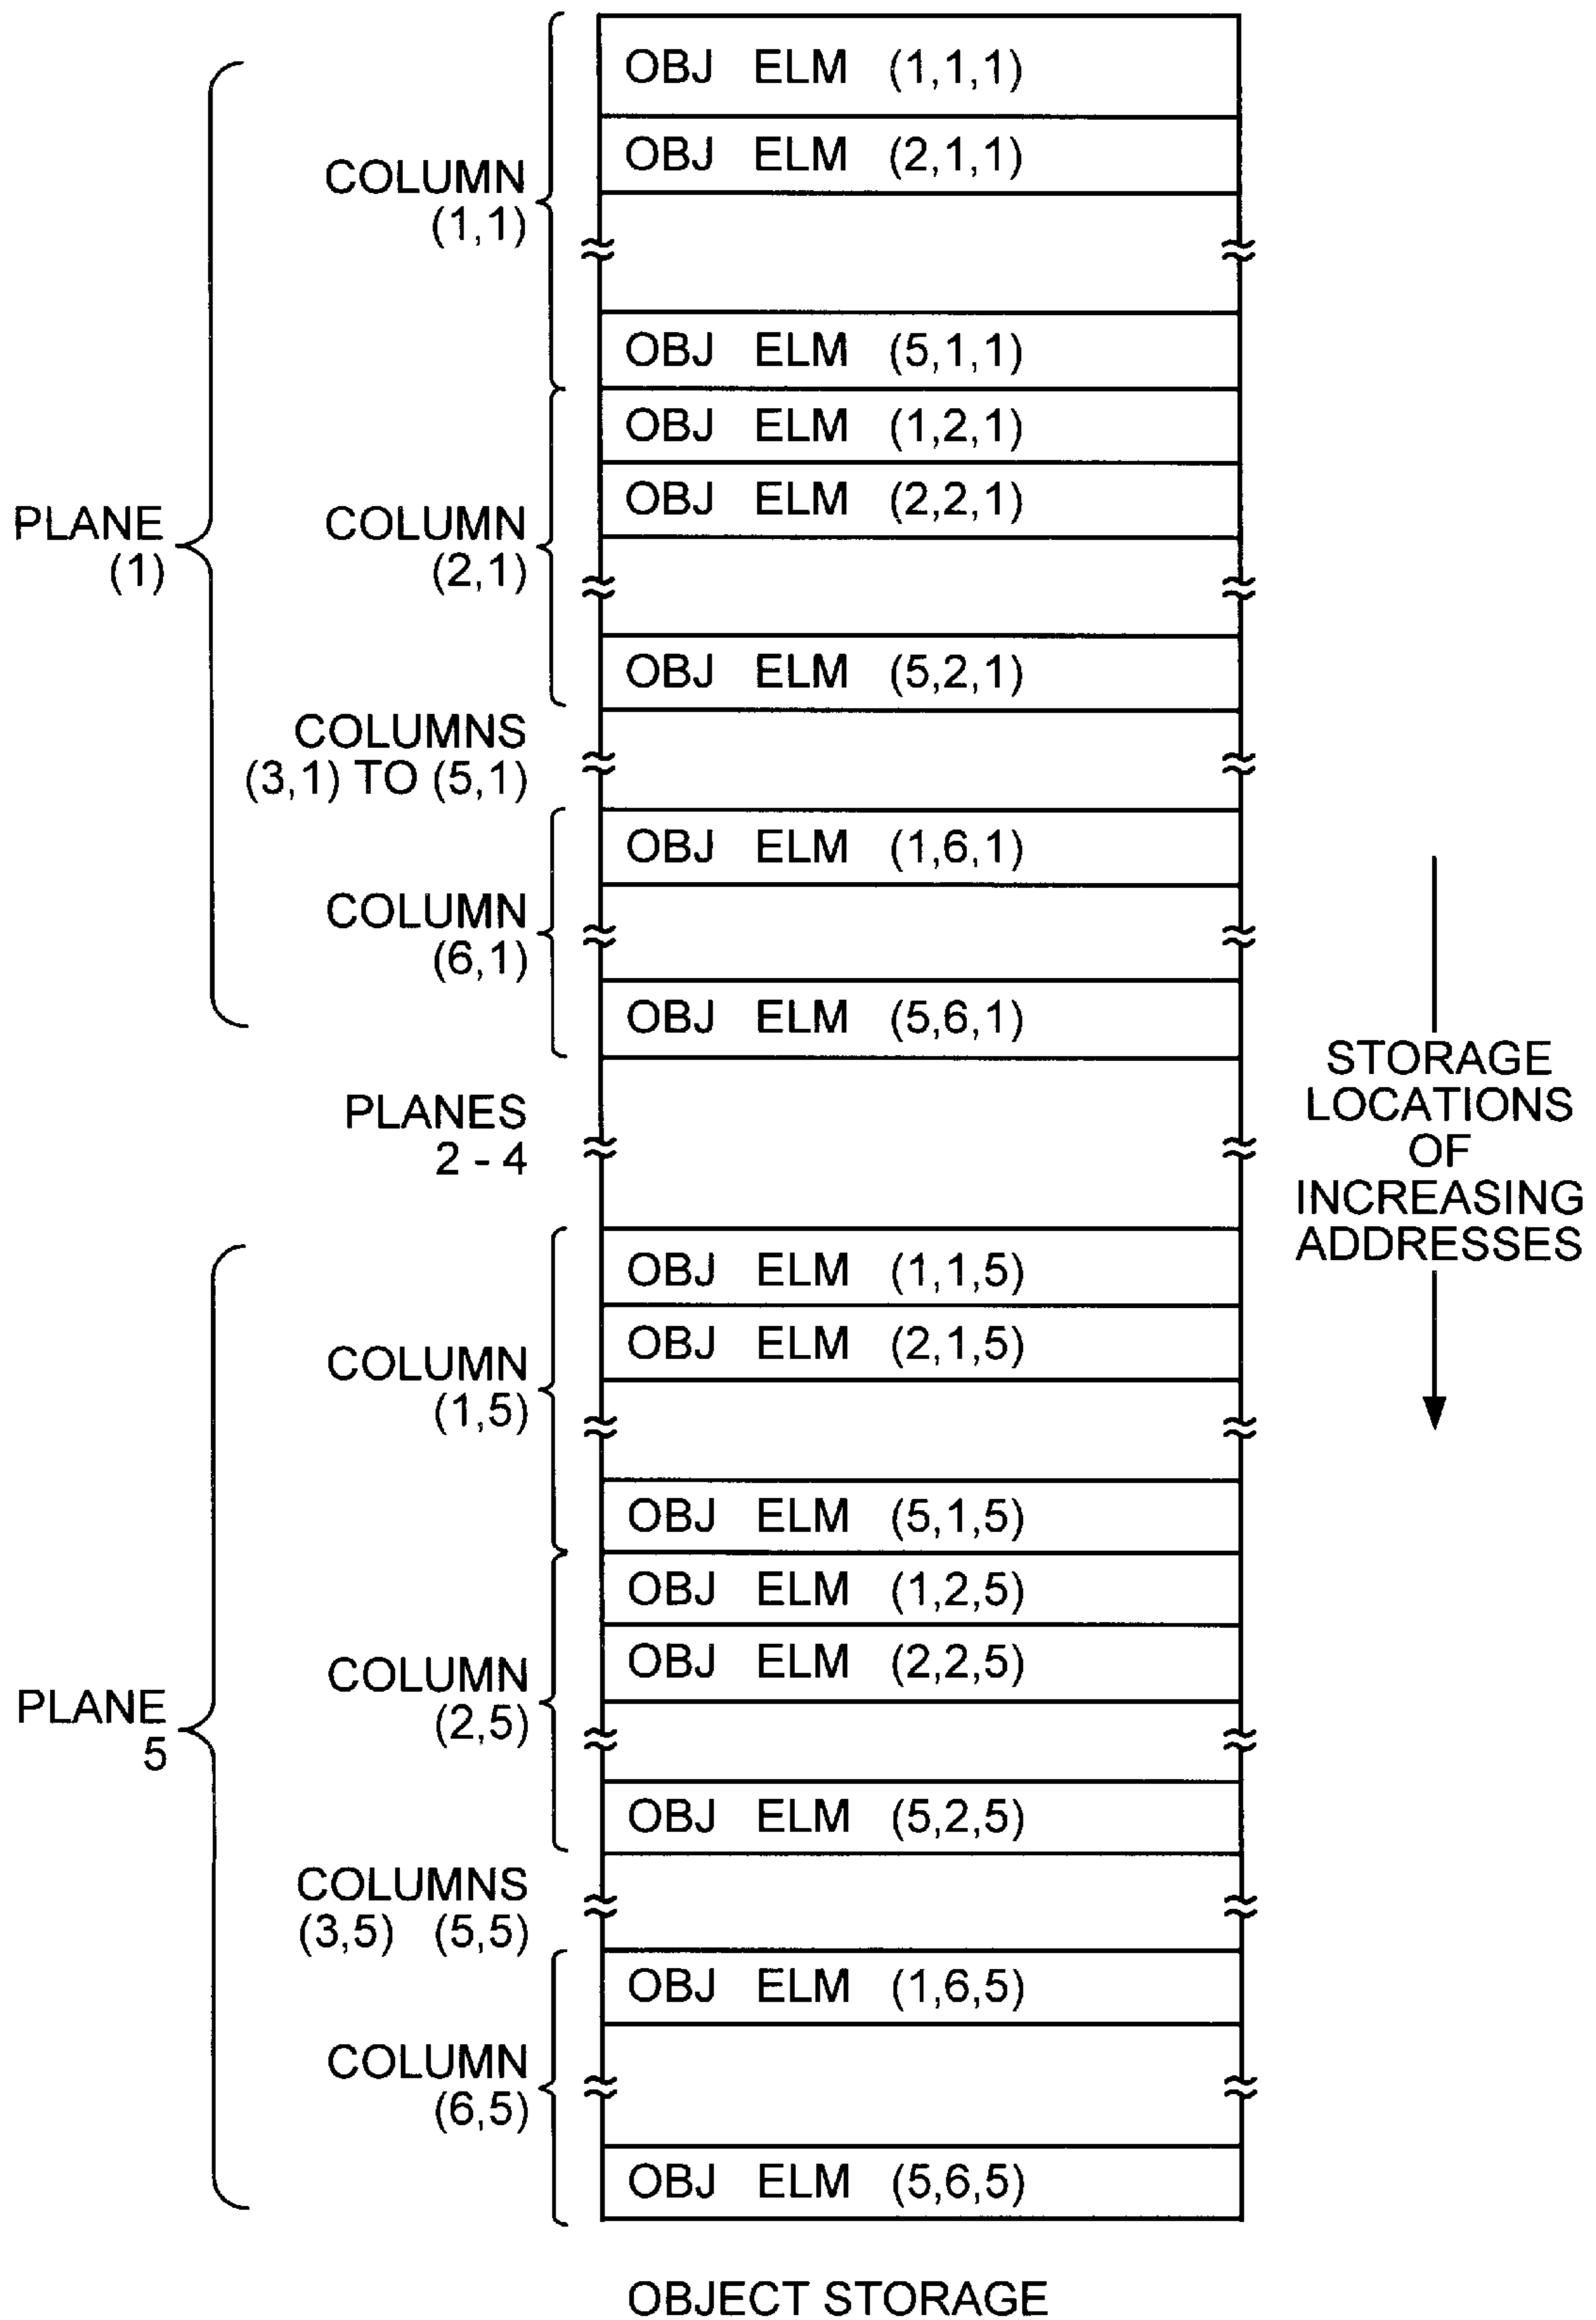 OBJ ELM (1,1,1)
OBJ ELM (2,1,1)
COLUMN
(1,1)
OBJ ELM (5,1,1)
OBJ ELM (1,2,1)
OBJ ELM (2,2,1)
PLANE
(1)
COLUMN
(2,1)
OBJ ELM (5,2,1)
COLUMNS
(3,1) TO (5,1)
OBJ ELM (1,6,1)
COLUMN
(6,1)
OBJ ELM (5,6,1)
PLANES
2 - 4
STORAGE
LOCATIONS
OF
INCREASING
ADDRESSES
OBJ ELM (1,1,5)
OBJ ELM (2,1,5)
COLUMN
(1,5)
OBJ ELM (5,1,5)
OBJ ELM (1,2,5)
OBJ ELM (2,2,5)
COLUMN
(2,5)
PLANE
5
OBJ ELM (5,2,5)
COLUMNS
(3,5) (5,5)
OBJ ELM (1,6,5)
COLUMN
(6,5)
OBJ ELM (5,6,5)
OBJECT STORAGE